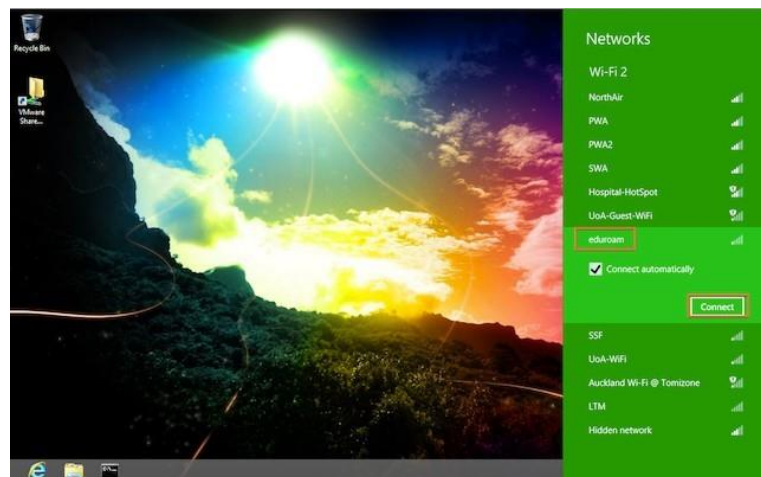 Recycle Bin
VMware
Share...
Networks
Wi-Fi 2
NorthAir
PWA
PWA2
SWA
Hospital-HotSpot
UoA-Guest-WiFi
eduroam
Connect automatically
Connect
SSF
UoA-WiFi
Auckland Wi-Fi @ Tomizone
LTM
Hidden network